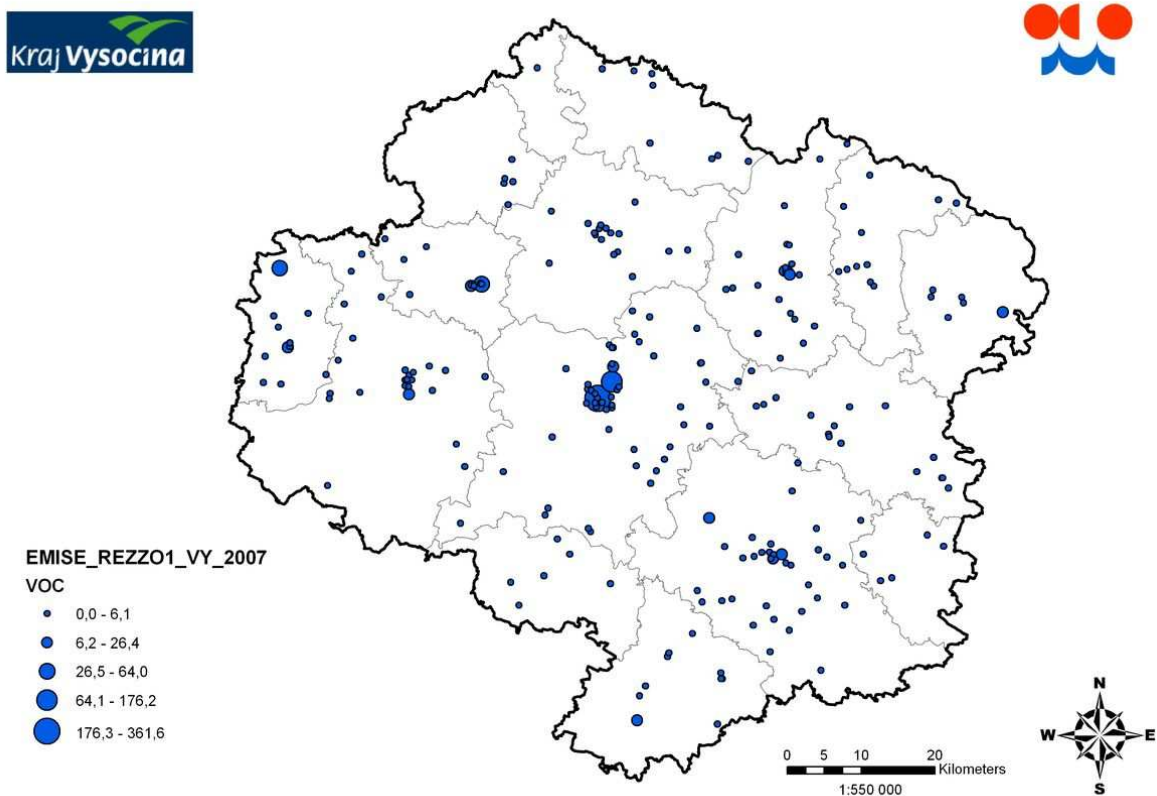 Kraj Vysočina
EMISE_REZZO1_VY_2007
VOC
0,0 - 6,1
6,2 - 26,4
26,5 - 64,0
64,1 - 176,2
176,3 - 361,6
0 5 10 20
Kilometers
1:550 000
N
W E
S